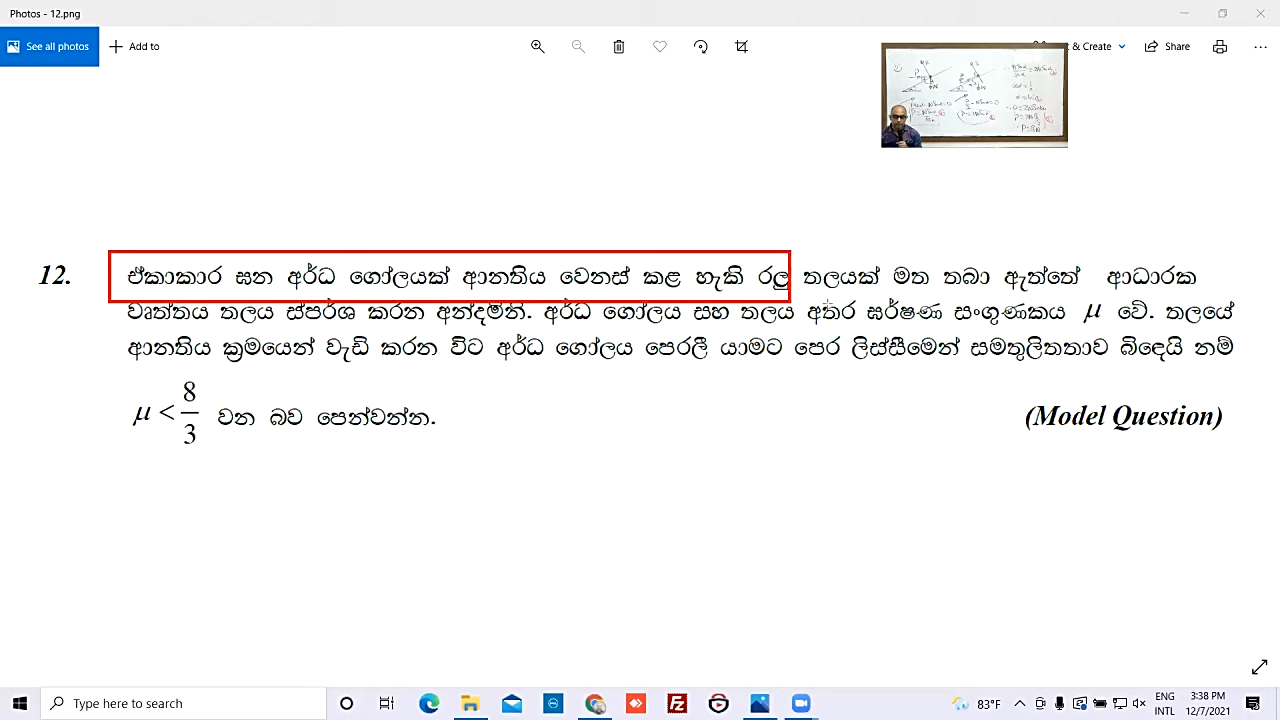 Photos - 12.png
See all photos
Add to
& Create
Share
12. ඒකාකාර ඝන අර්ධ ගෝලයක් ආනතිය වෙනස් කළ හැකි රලු තලයක් මත තබා ඇත්තේ ආධාරක
වෘත්තය තලය ස්පර්ශ කරන අන්දමිනි. අර්ධ ගෝලය සහ තලය අතර ඝර්ෂණ සංගුණකය μ වේ. තලයේ
ආනතිය ක්‍රමයෙන් වැඩි කරන විට අර්ධ ගෝලය පෙරලී යාමට පෙර ලිස්සීමෙන් සමතුලිතතාව බිඳෙයි නම්
μ < 8/3 වන බව පෙන්වන්න. (Model Question)
Type here to search
83°F
ENG
INTL
3:38 PM
12/7/2021